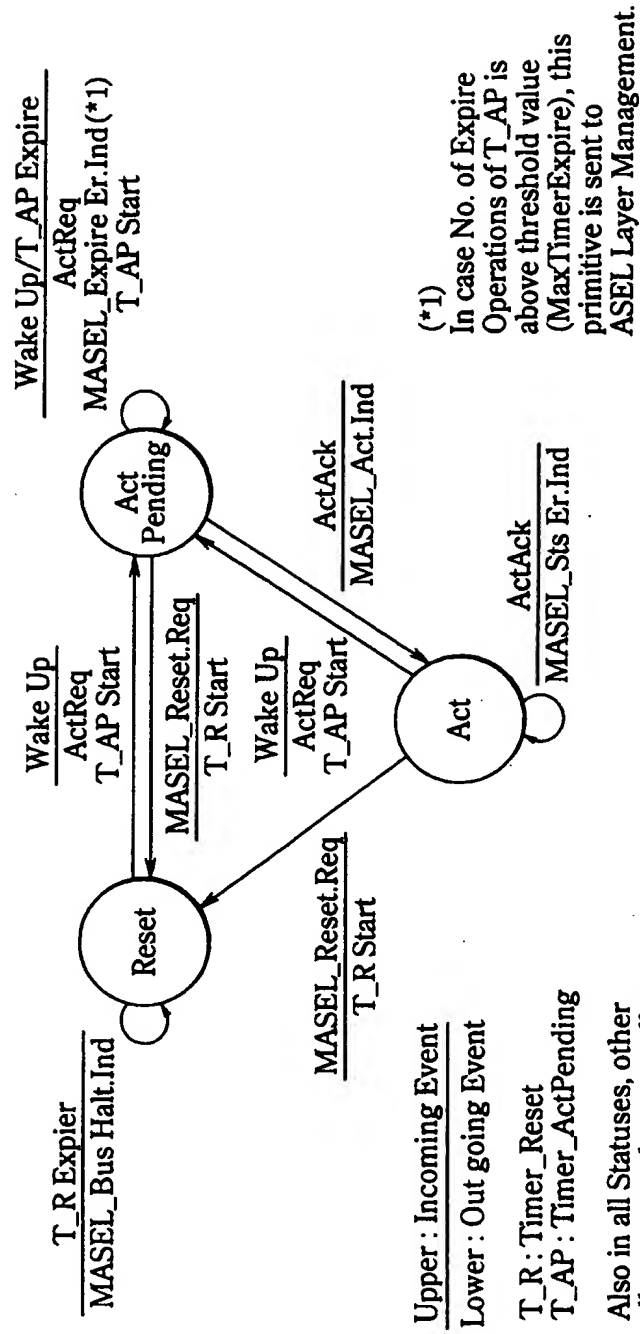 Wake Up/T_AP Expire
ActReq
MASEL_Expire Er.Ind(*1)
T_AP Start
Wake Up
ActReq
T_AP Start
T_R Expier
MASEL_Bus Halt.Ind
Reset
Act
Pending
MASEL_Reset.Req
T_R Start
Wake Up
ActReq
T_AP Start
ActAck
MASEL_Act.Ind
MASEL_Reset.Req
T_R Start
Act
ActAck
MASEL_Sts Er.Ind
(*1)
In case No. of Expire
Operations of T_AP is
above threshold value
(MaxTimerExpire), this
primitive is sent to
ASEL Layer Management.
Upper : Incoming Event
Lower : Out going Event
T_R : Timer_Reset
T_AP : Timer_ActPending
Also in all Statuses, other